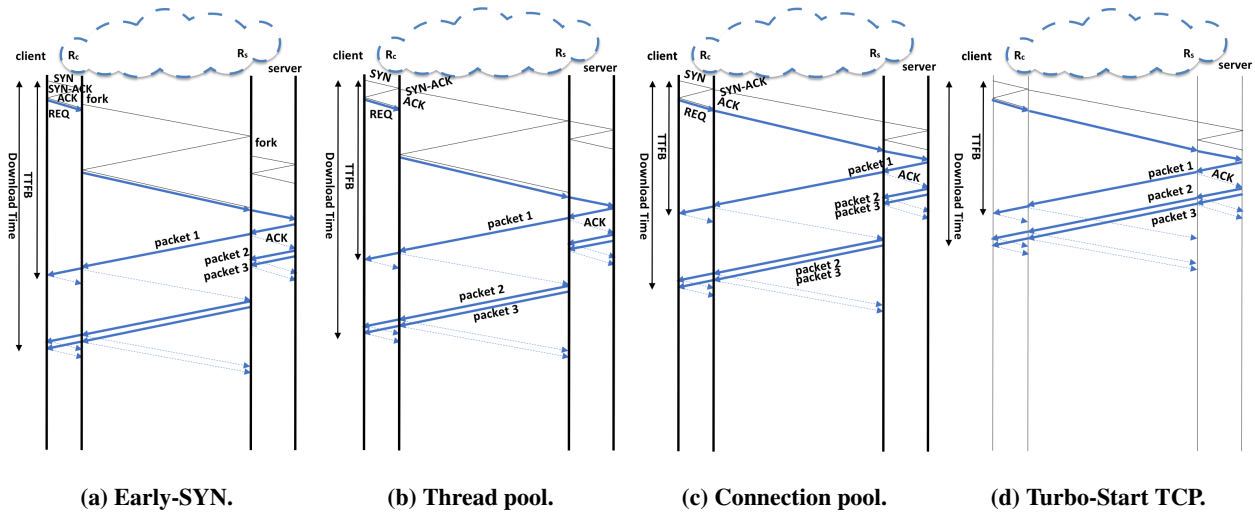 client
Rc
Rs
server
SYN
SYN-ACK
ACK
fork
REQ
fork
TTFB
Download Time
packet 1
ACK
packet 2
packet 3
(a) Early-SYN.
client
Rc
Rs
server
SYN
SYN-ACK
ACK
REQ
TTFB
Download Time
packet 1
ACK
packet 2
packet 3
(b) Thread pool.
client
Rc
Rs
server
SYN
SYN-ACK
ACK
REQ
TTFB
Download Time
packet 1
ACK
packet 2
packet 3
packet 2
packet 3
(c) Connection pool.
client
Rc
Rs
server
TTFB
Download Time
packet 1
ACK
packet 2
packet 3
(d) Turbo-Start TCP.